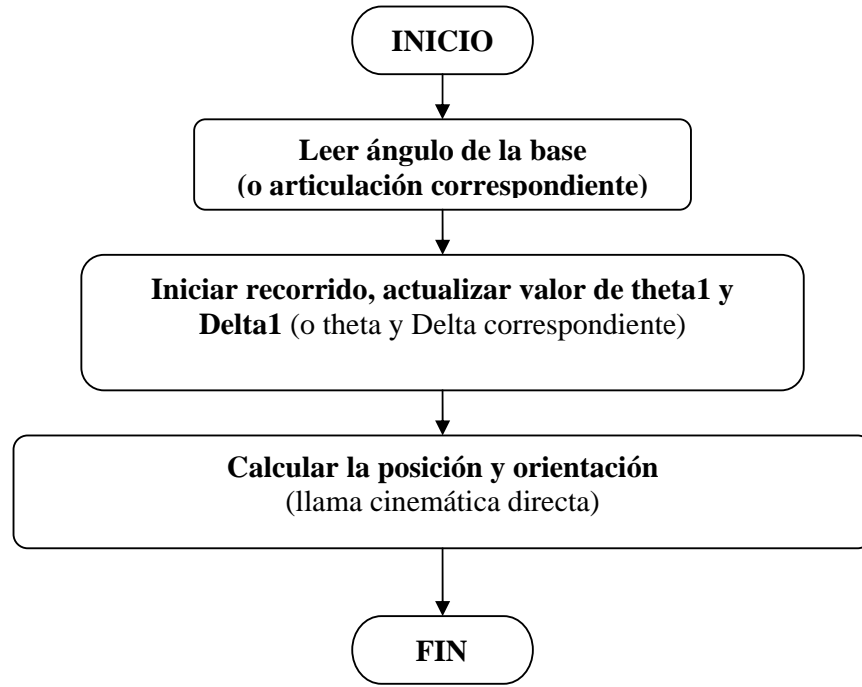 INICIO
Leer ángulo de la base
(o articulación correspondiente)
Iniciar recorrido, actualizar valor de theta1 y
Delta1 (o theta y Delta correspondiente)
Calcular la posición y orientación
(llama cinemática directa)
FIN